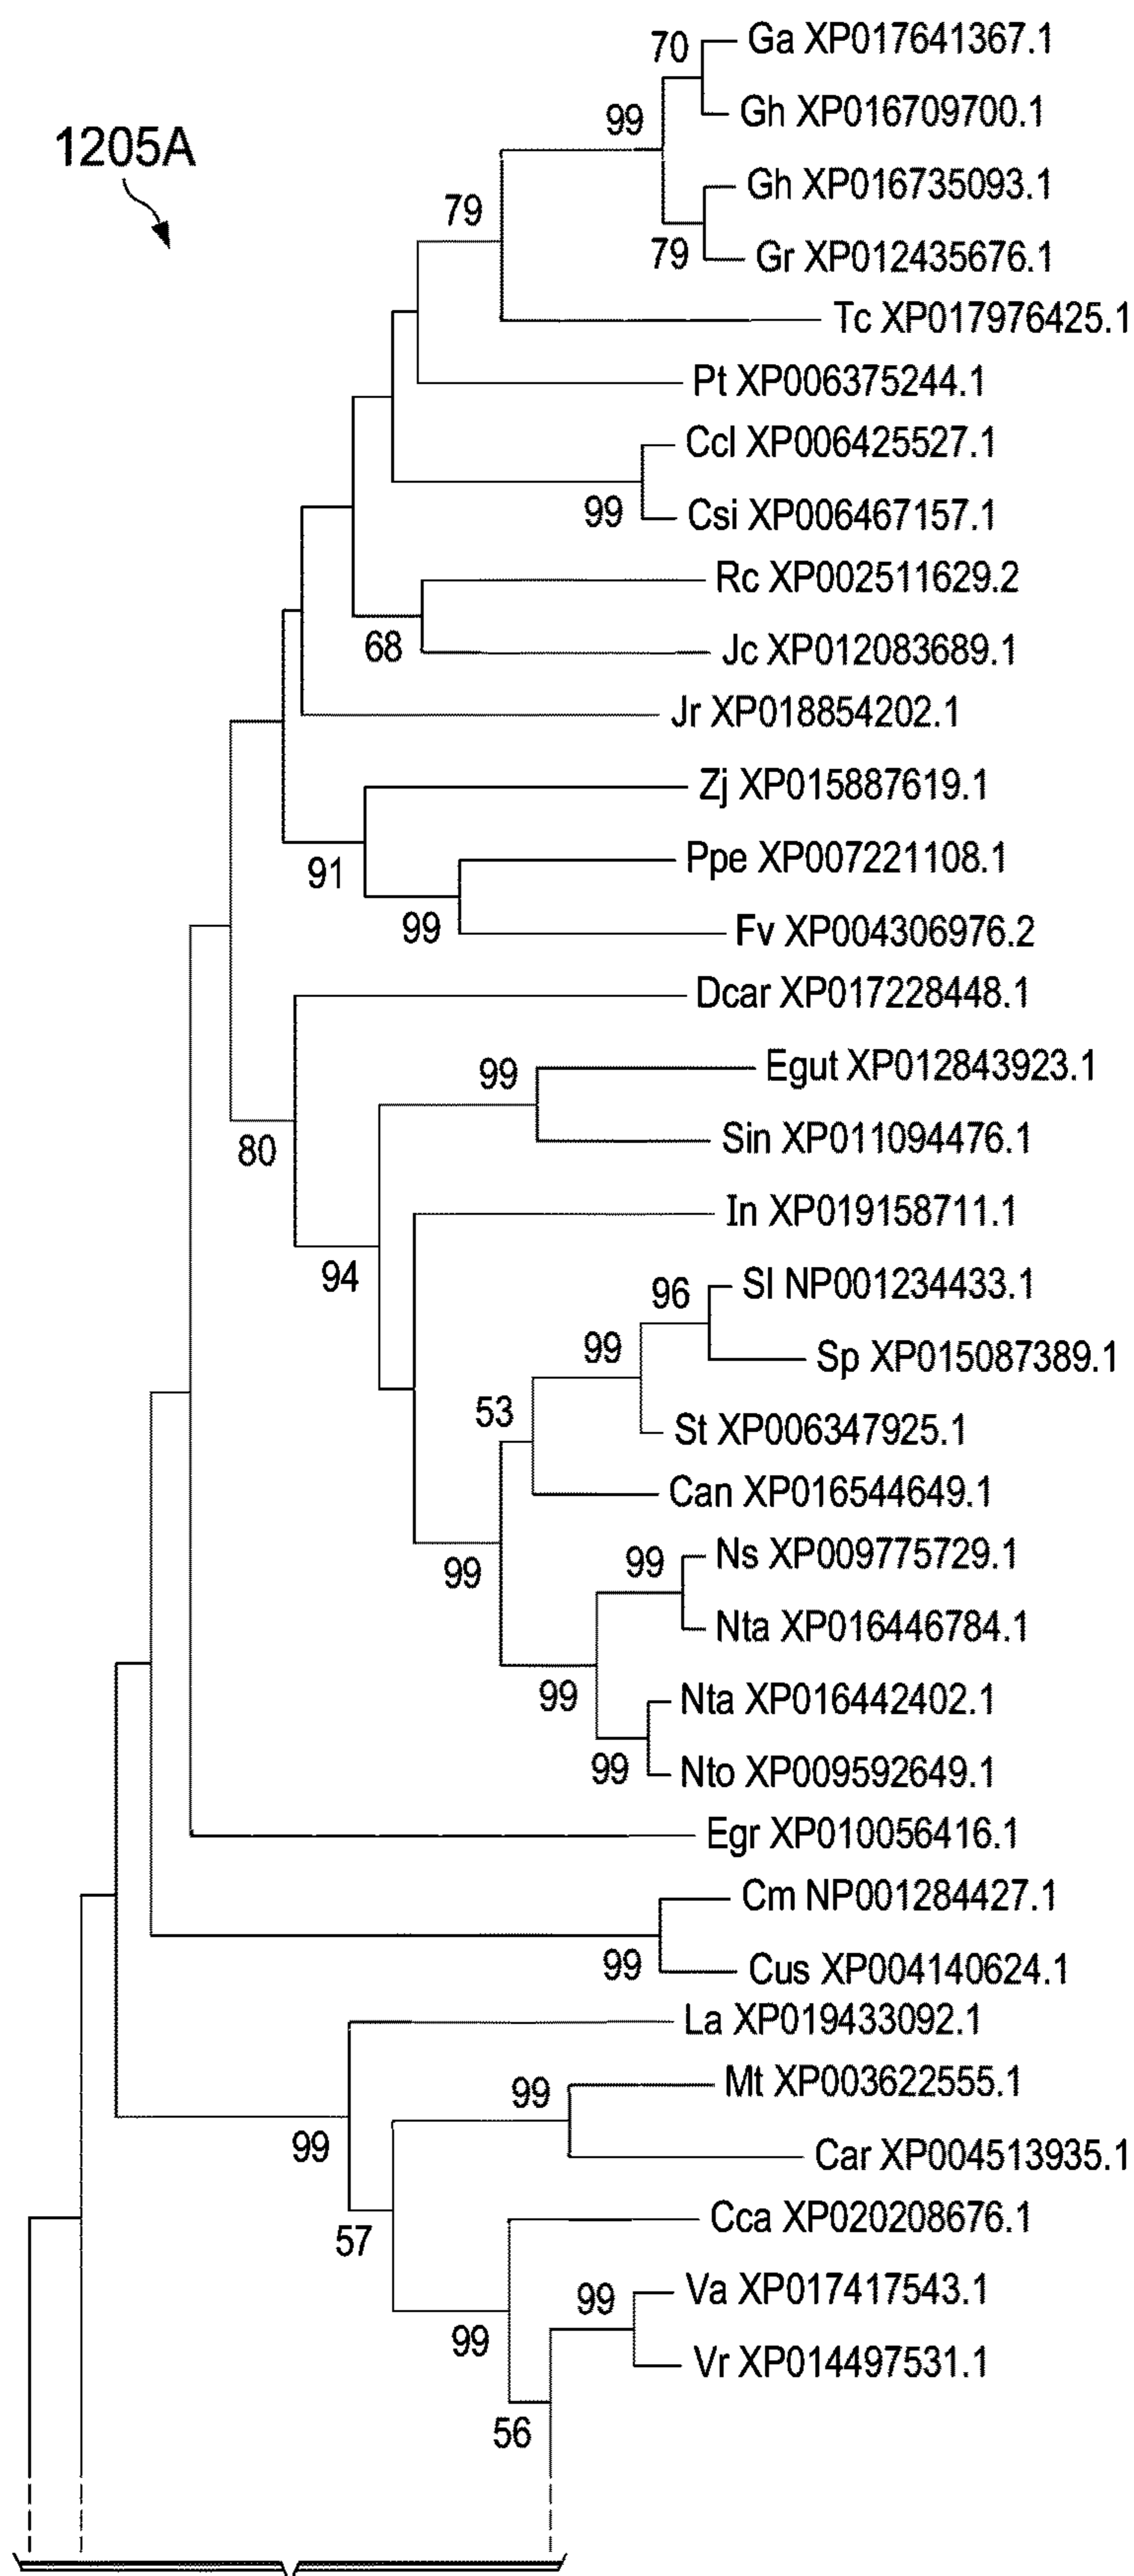 70
Ga XP017641367.1
99
Gh XP016709700.1
1205A
Gh XP016735093.1
79
79
Gr XP012435676.1
Tc XP017976425.1
Pt XP006375244.1
Ccl XP006425527.1
99
Csi XP006467157.1
Rc XP002511629.2
68
Jc XP012083689.1
Jr XP018854202.1
Zj XP015887619.1
91
Ppe XP007221108.1
99
Fv XP004306976.2
Dcar XP017228448.1
99
Egut XP012843923.1
80
Sin XP011094476.1
In XP019158711.1
94
96
Sl NP001234433.1
99
Sp XP015087389.1
53
St XP006347925.1
Can XP016544649.1
99
99
Ns XP009775729.1
Nta XP016446784.1
99
Nta XP016442402.1
99
Nto XP009592649.1
Egr XP010056416.1
Cm NP001284427.1
99
Cus XP004140624.1
La XP019433092.1
99
Mt XP003622555.1
99
Car XP004513935.1
57
Cca XP020208676.1
99
Va XP017417543.1
99
Vr XP014497531.1
56